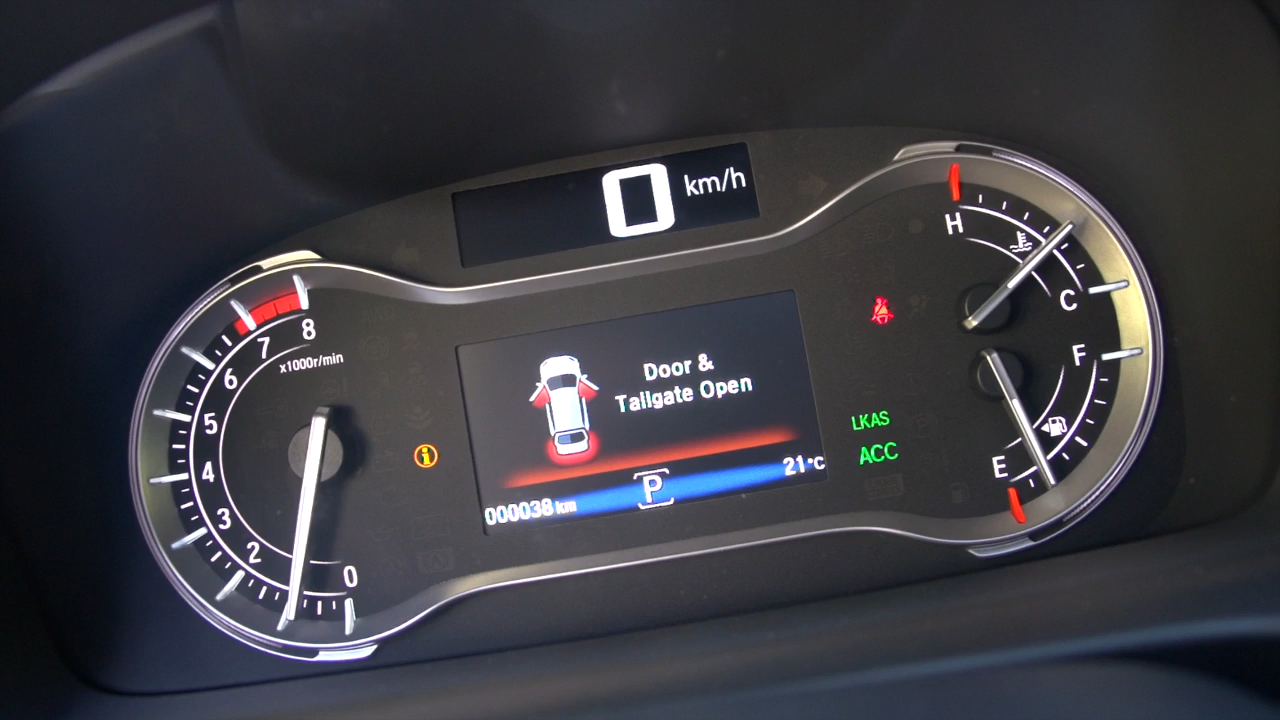 0 km/h
H
C
F
E
8
7
6
5
4
3
2
0
x1000r/min
Door &
Tailgate Open
LKAS
ACC
i
21°C
P
000038 km